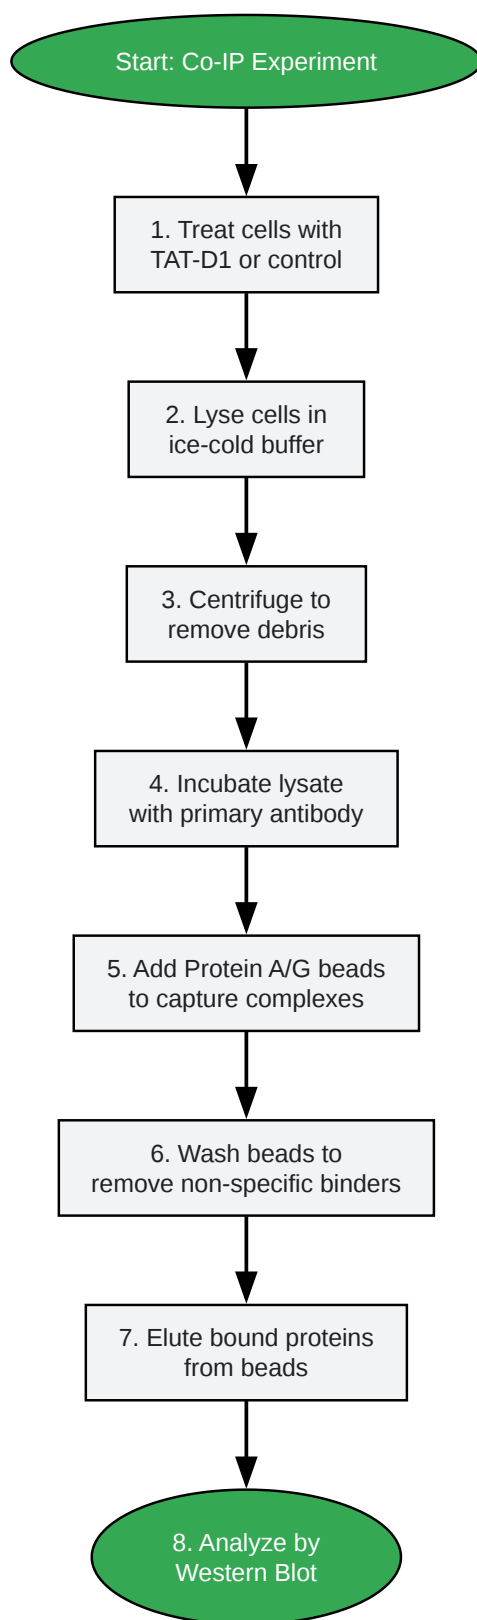 Start: Co-IP Experiment
1. Treat cells with
TAT-D1 or control
2. Lyse cells in
ice-cold buffer
3. Centrifuge to
remove debris
4. Incubate lysate
with primary antibody
5. Add Protein A/G beads
to capture complexes
6. Wash beads to
remove non-specific binders
7. Elute bound proteins
from beads
8. Analyze by
Western Blot